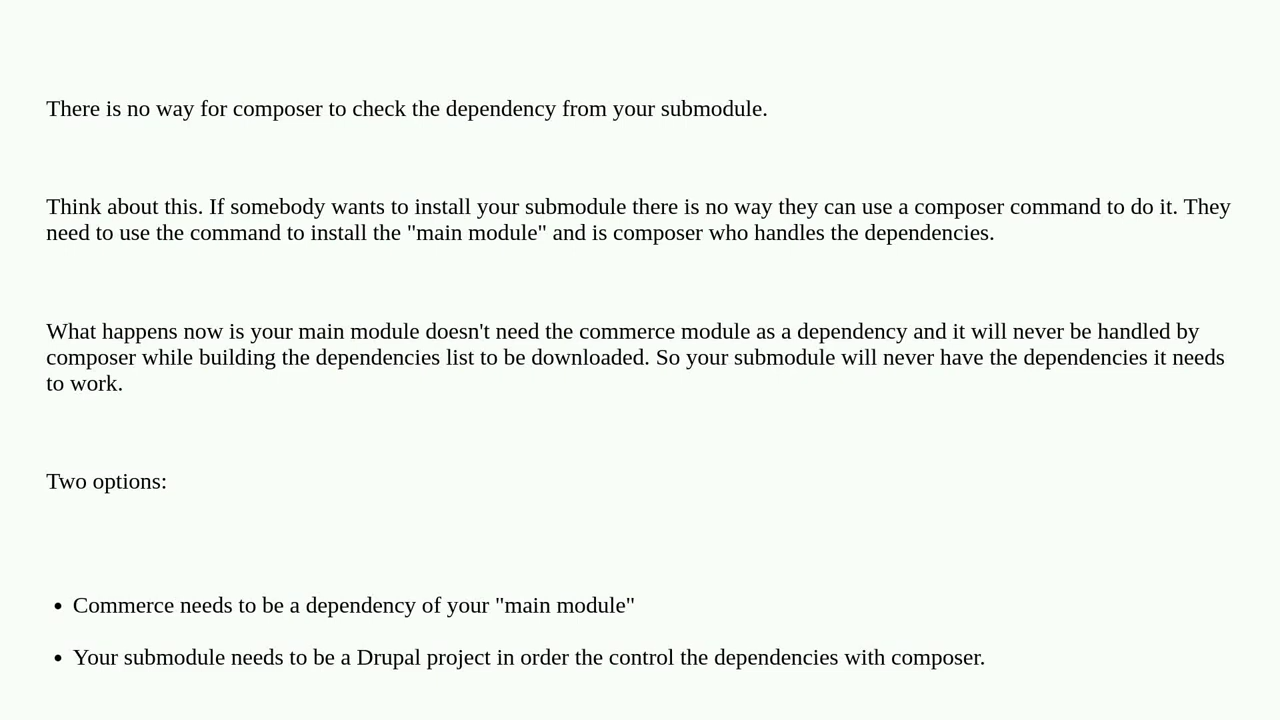 There is no way for composer to check the dependency from your submodule.
Think about this. If somebody wants to install your submodule there is no way they can use a composer command to do it. They
need to use the command to install the "main module" and is composer who handles the dependencies.
What happens now is your main module doesn't need the commerce module as a dependency and it will never be handled by
composer while building the dependencies list to be downloaded. So your submodule will never have the dependencies it needs
to work.
Two options:
• Commerce needs to be a dependency of your "main module"
• Your submodule needs to be a Drupal project in order the control the dependencies with composer.